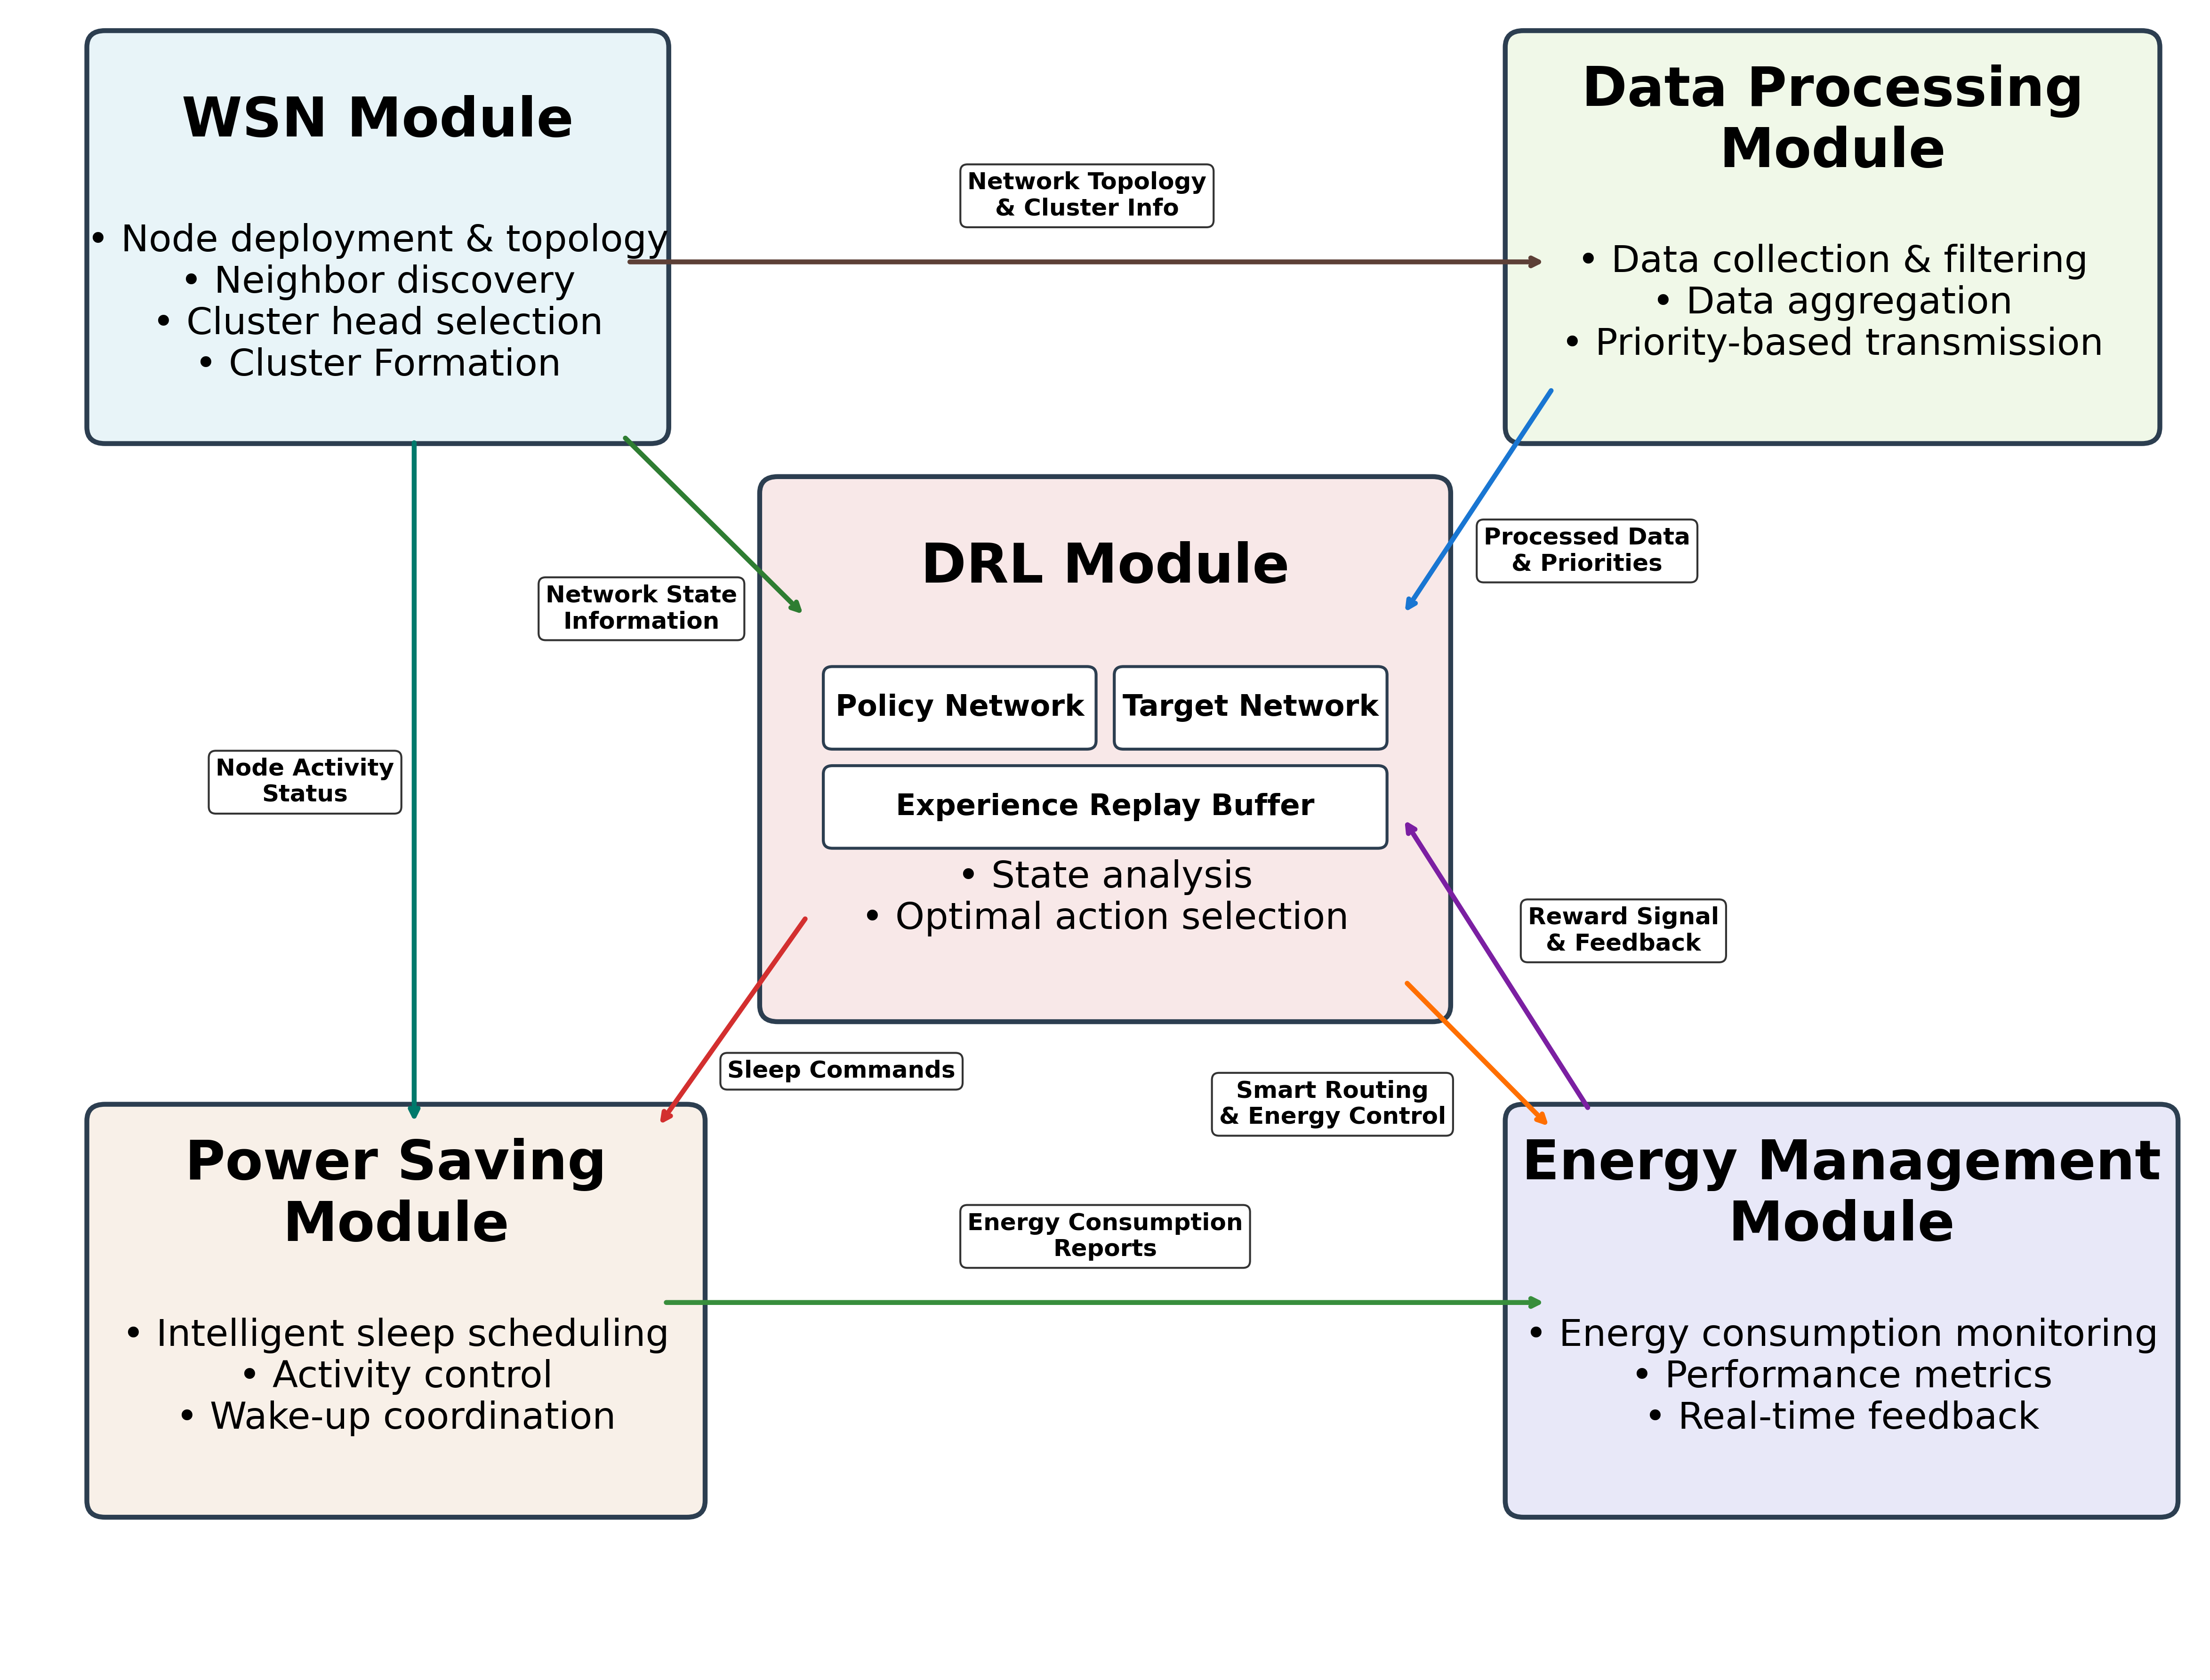 WSN Module
• Node deployment & topology
• Neighbor discovery
• Cluster head selection
• Cluster Formation
Network Topology
& Cluster Info
Data Processing
Module
• Data collection & filtering
• Data aggregation
• Priority-based transmission
DRL Module
Policy Network
Target Network
Experience Replay Buffer
• State analysis
• Optimal action selection
Network State
Information
Processed Data
& Priorities
Node Activity
Status
Reward Signal
& Feedback
Sleep Commands
Smart Routing
& Energy Control
Power Saving
Module
• Intelligent sleep scheduling
• Activity control
• Wake-up coordination
Energy Consumption
Reports
Energy Management
Module
• Energy consumption monitoring
• Performance metrics
• Real-time feedback